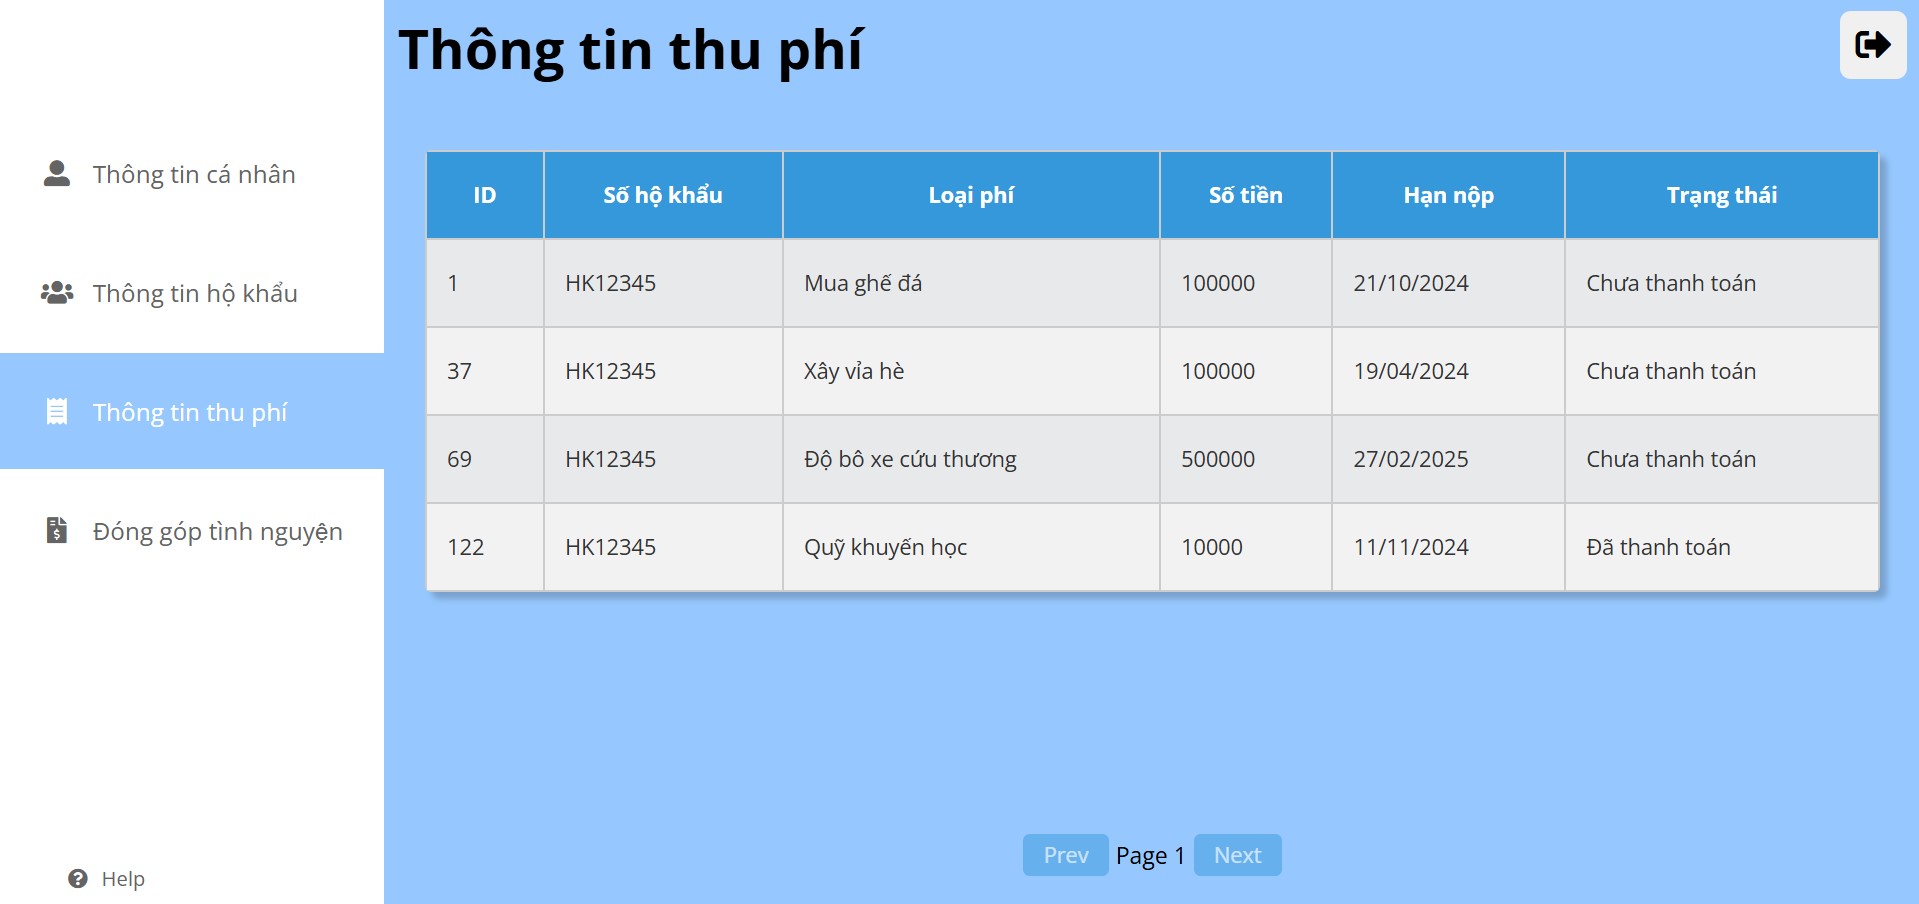 Thông tin thu phí
Thông tin cá nhân
Thông tin hộ khẩu
Thông tin thu phí
Đóng góp tình nguyện
Help
ID Số hộ khẩu Loại phí Số tiền Hạn nộp Trạng thái
1 HK12345 Mua ghế đá 100000 21/10/2024 Chưa thanh toán
37 HK12345 Xây vỉa hè 100000 19/04/2024 Chưa thanh toán
69 HK12345 Độ bô xe cứu thương 500000 27/02/2025 Chưa thanh toán
122 HK12345 Quỹ khuyến học 10000 11/11/2024 Đã thanh toán
Prev Page 1 Next